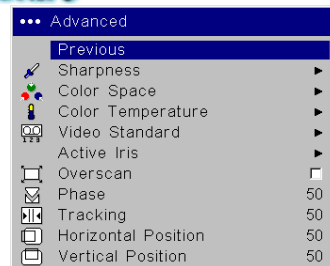 ••• Advanced
Previous
Sharpness
Color Space
Color Temperature
Video Standard
Active Iris
Overscan
Phase 50
Tracking 50
Horizontal Position 50
Vertical Position 50